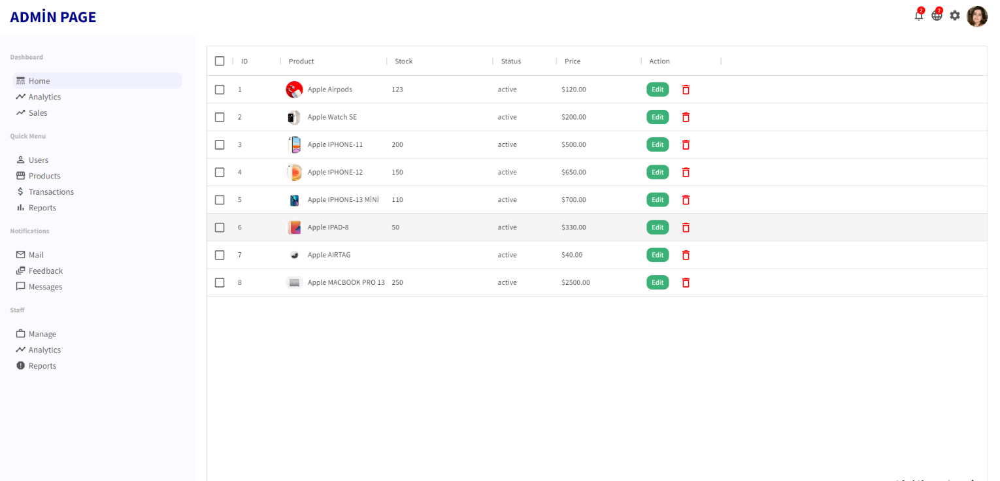 ADMİN PAGE
2 2
Dashboard
Home
Analytics
Sales
Quick Menu
Users
Products
Transactions
Reports
Notifications
Mail
Feedback
Messages
Staff
Manage
Analytics
Reports
ID Product Stock Status Price Action
1 Apple Airpods 123 active $120.00 Edit
2 Apple Watch SE active $200.00 Edit
3 Apple IPHONE-11 200 active $500.00 Edit
4 Apple IPHONE-12 150 active $650.00 Edit
5 Apple IPHONE-13 MİNİ 110 active $700.00 Edit
6 Apple IPAD-8 50 active $330.00 Edit
7 Apple AIRTAG active $40.00 Edit
8 Apple MACBOOK PRO 13 250 active $2500.00 Edit